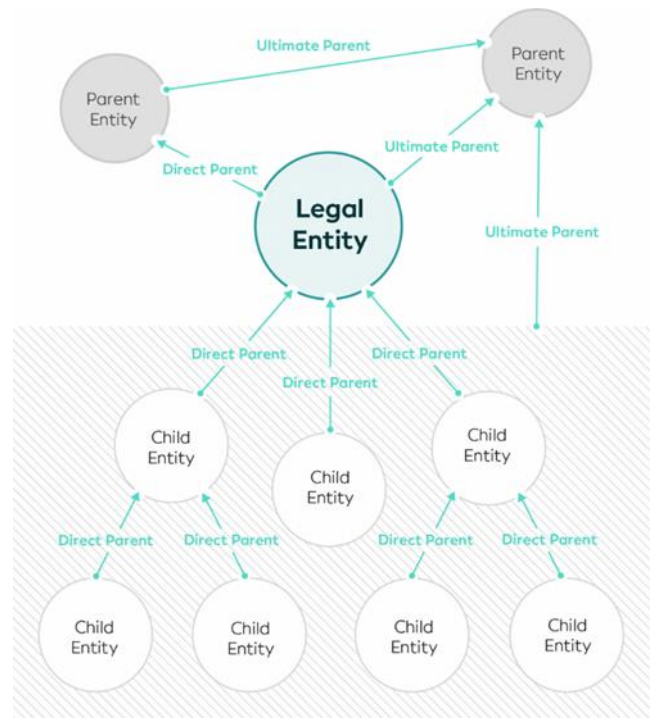 Ultimate Parent
Parent
Entity
Parent
Entity
Ultimate Parent
Direct Parent
Legal
Entity
Ultimate Parent
Direct Parent
Direct Parent
Direct Parent
Child
Entity
Child
Entity
Child
Entity
Direct Parent
Direct Parent
Direct Parent
Direct Parent
Child
Entity
Child
Entity
Child
Entity
Child
Entity